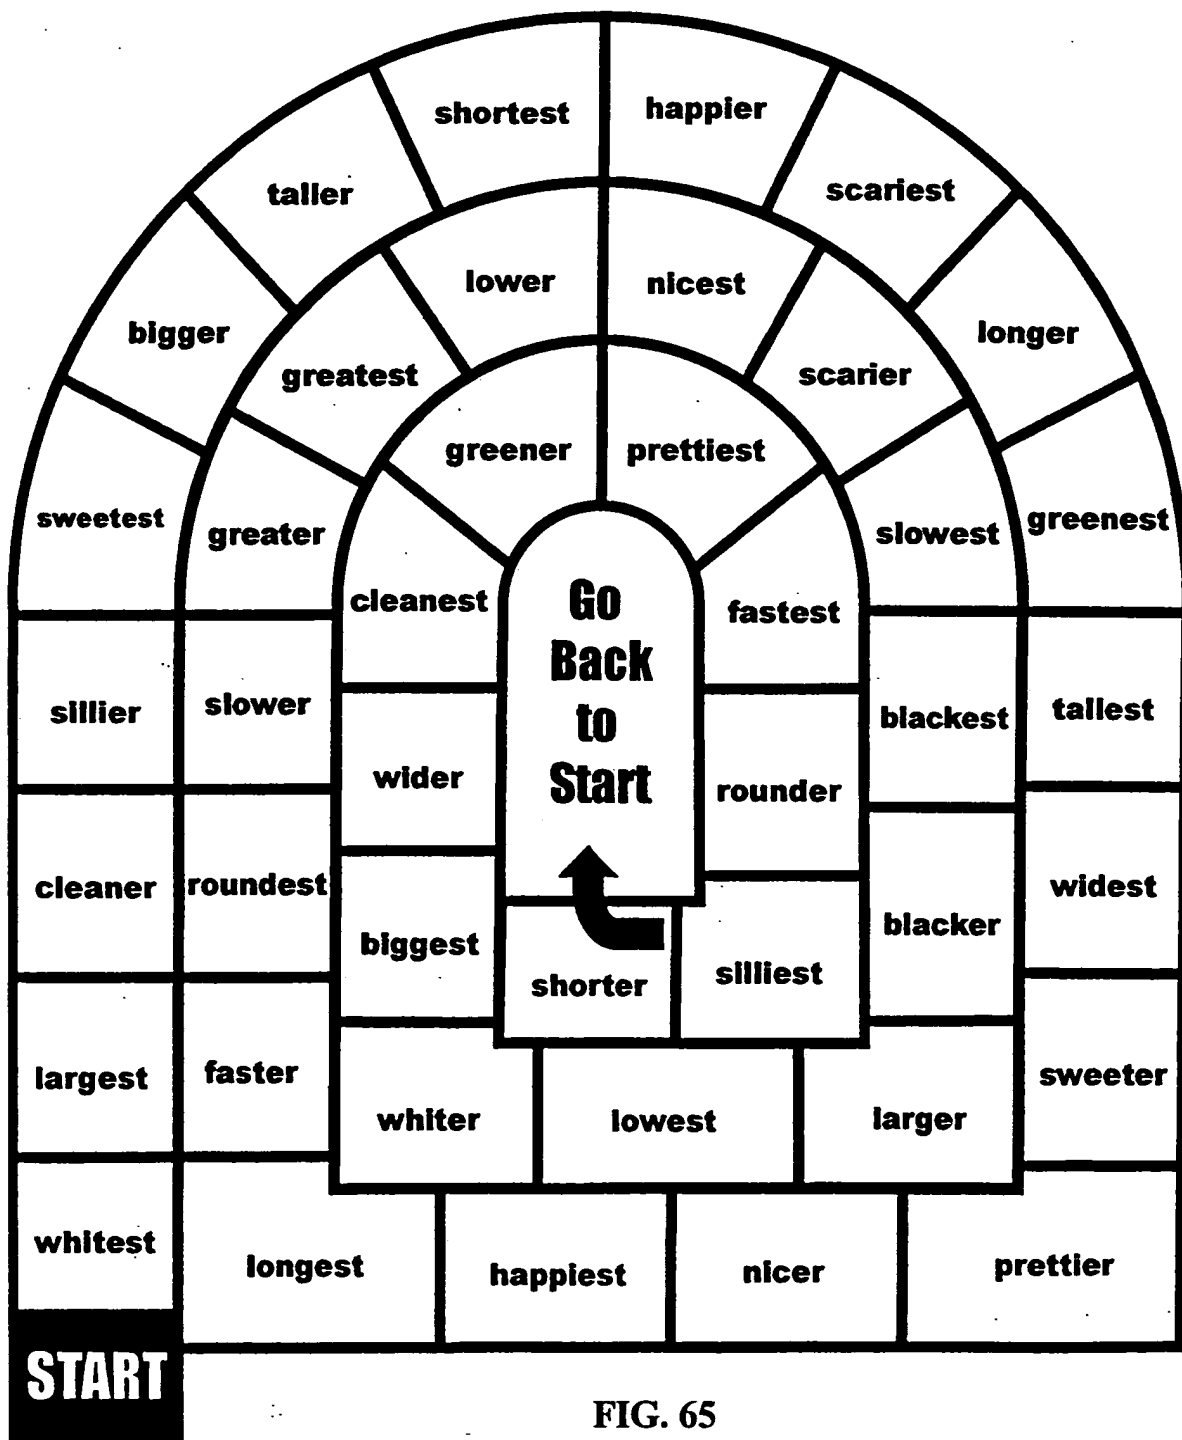 shortest happier
taller scariest
lower nicest
bigger longer
greatest scarier
greener prettiest
sweetest greater slowest greenest
cleanest Go fastest
Back
sillier slower to blackest tallest
wider Start rounder
cleaner roundest blacker widest
biggest shorter silliest
largest faster sweeter
whiter lowest larger
whitest longest happiest nicer prettier
START
FIG. 65